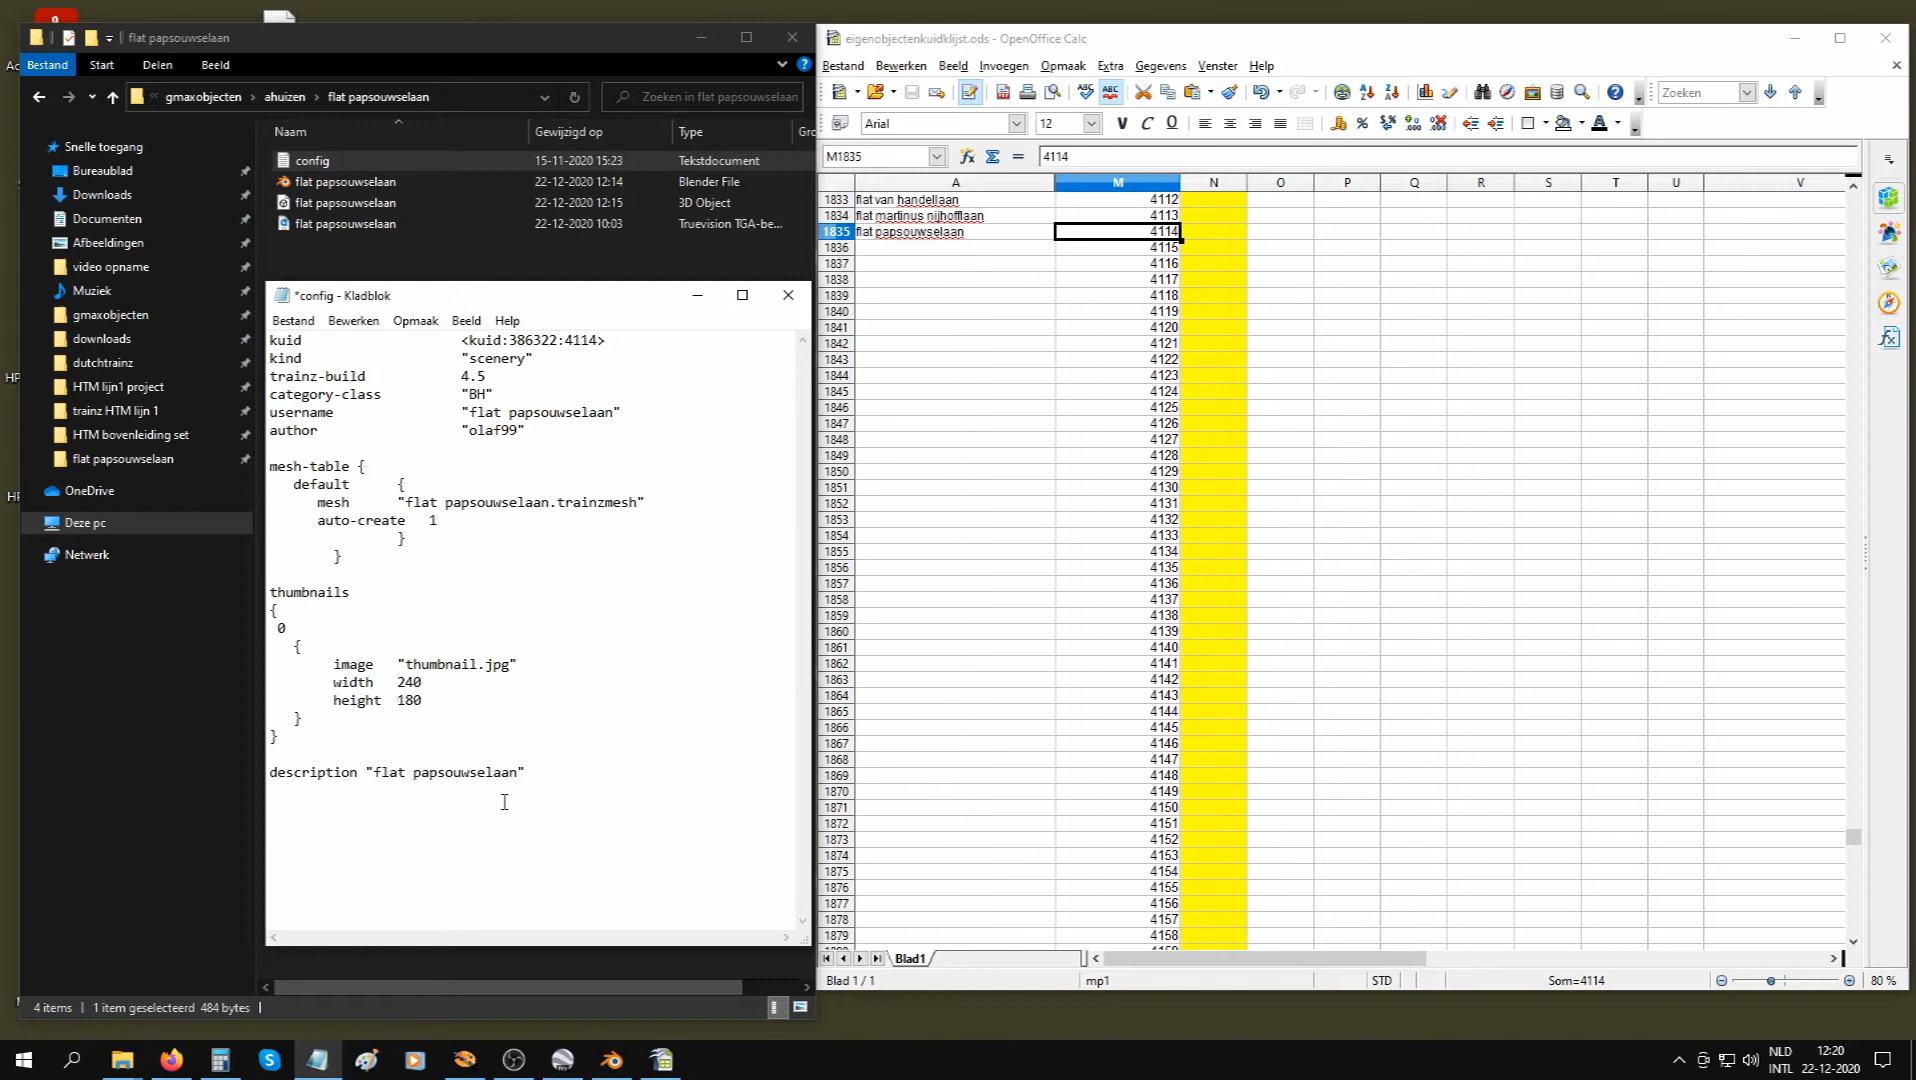 flat papsouwselaan
Bestand Start Delen Beeld
gmaxobjecten › ahuizen › flat papsouwselaan
Zoeken in flat papsouwselaan
Naam Gewijzigd op Type Gro
config 15-11-2020 15:23 Tekstdocument
flat papsouwselaan 22-12-2020 12:14 Blender File
flat papsouwselaan 22-12-2020 12:15 3D Object
flat papsouwselaan 22-12-2020 10:03 Truevision TGA-be...
Snelle toegang
Bureaublad
Downloads
Documenten
Afbeeldingen
video opname
Muziek
gmaxobjecten
downloads
dutchtrainz
HTM lijn1 project
trainz HTM lijn 1
HTM bovenleiding set
flat papsouwselaan
OneDrive
Deze pc
Netwerk
*config - Kladblok
Bestand Bewerken Opmaak Beeld Help
kuid <kuid:386322:4114>
kind "scenery"
trainz-build 4.5
category-class "BH"
username "flat papsouwselaan"
author "olaf99"
mesh-table {
default {
mesh "flat papsouwselaan.trainzmesh"
auto-create 1
}
}
thumbnails
{
0
{
image "thumbnail.jpg"
width 240
height 180
}
}
description "flat papsouwselaan"
4 items 1 item geselecteerd 484 bytes
eigenobjectenkuidklijst.ods - OpenOffice Calc
Bestand Bewerken Beeld Invoegen Opmaak Extra Gegevens Venster Help
Zoeken
Arial 12
M1835 4114
A M N O P Q R S T U V
1833 flat van handellaan 4112
1834 flat martinus nijhofflaan 4113
1835 flat papsouwselaan 4114
1836 4115
1837 4116
1838 4117
1839 4118
1840 4119
1841 4120
1842 4121
1843 4122
1844 4123
1845 4124
1846 4125
1847 4126
1848 4127
1849 4128
1850 4129
1851 4130
1852 4131
1853 4132
1854 4133
1855 4134
1856 4135
1857 4136
1858 4137
1859 4138
1860 4139
1861 4140
1862 4141
1863 4142
1864 4143
1865 4144
1866 4145
1867 4146
1868 4147
1869 4148
1870 4149
1871 4150
1872 4151
1873 4152
1874 4153
1875 4154
1876 4155
1877 4156
1878 4157
1879 4158
Blad1
Blad 1 / 1 mp1 STD Som=4114 80 %
NLD
INTL
12:20
22-12-2020